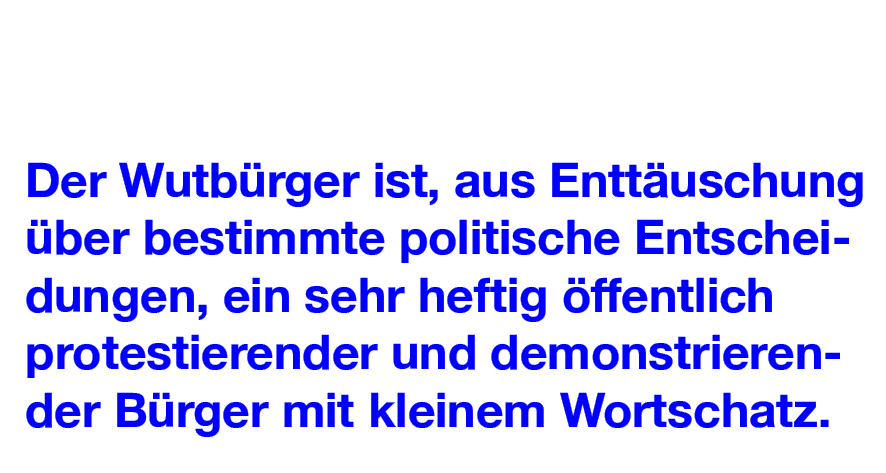 Der Wutbürger ist, aus Enttäuschung
über bestimmte politische Entschei-
dungen, ein sehr heftig öffentlich
protestierender und demonstrieren-
der Bürger mit kleinem Wortschatz.